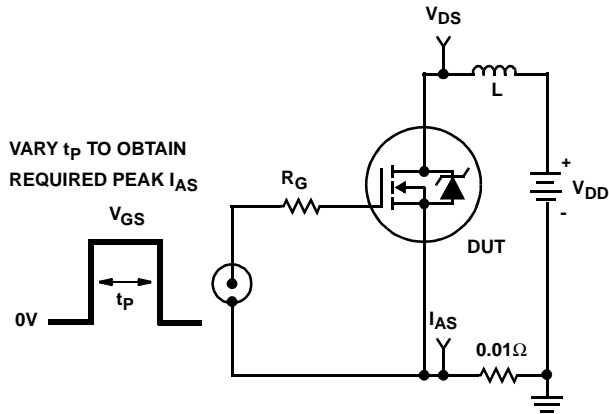 V_DS
L
VARY t_P TO OBTAIN
REQUIRED PEAK I_AS
R_G
+
V_DD
-
V_GS
DUT
t_P
0V
I_AS
0.01Ω